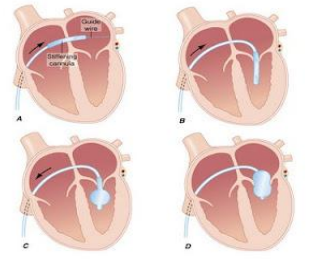 Guide
wire
Stiffening
cannula
A
B
C
D